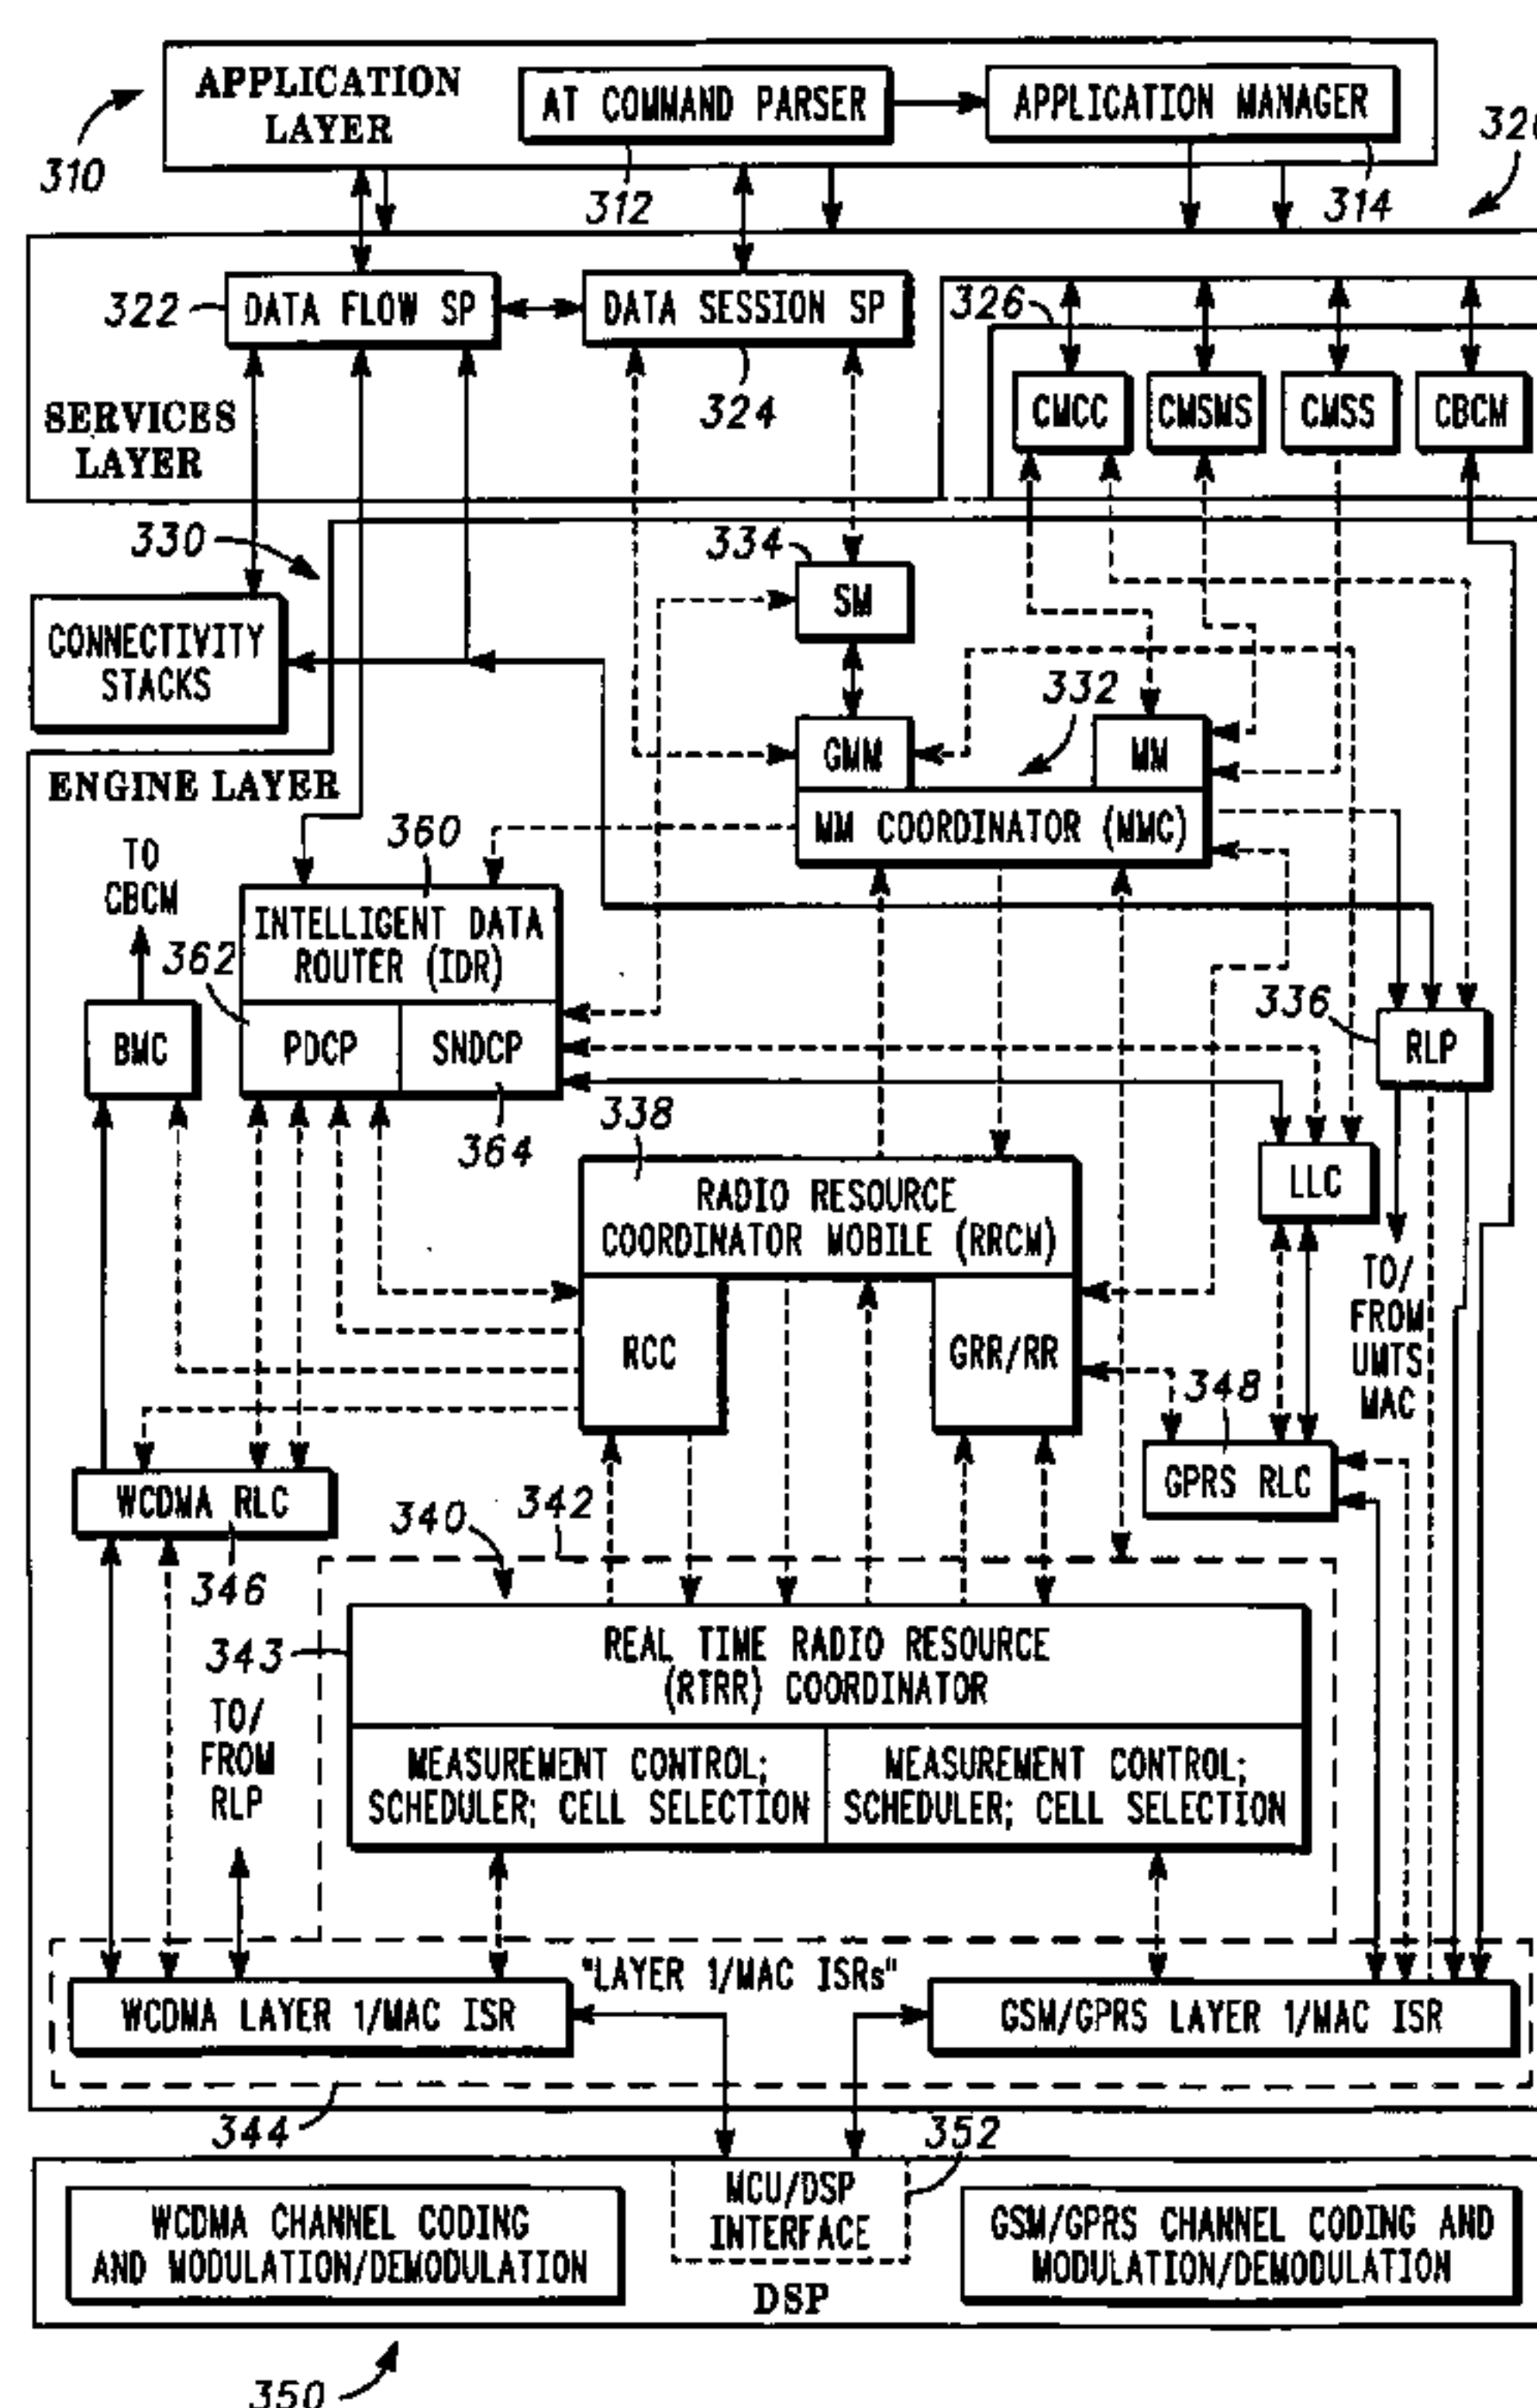 APPLICATION
LAYER
AT COMMAND PARSER
APPLICATION MANAGER
310
312
314
322
DATA FLOW SP
DATA SESSION SP
324
326
CMCC
CMSMS
CMSS
CBCM
SERVICES
LAYER
330
334
SM
CONNECTIVITY
STACKS
332
GMM
MM
MM COORDINATOR (MMC)
ENGINE LAYER
TO
CBCM
360
INTELLIGENT DATA
ROUTER (IDR)
362
BMC
PDCP
SNDCP
364
336
RLP
338
RADIO RESOURCE
COORDINATOR MOBILE (RRCM)
LLC
RCC
GRR/RR
TO/
FROM
UMTS
MAC
348
GPRS RLC
WCDMA RLC
346
340
342
343
REAL TIME RADIO RESOURCE
(RTRR) COORDINATOR
TO/
FROM
RLP
MEASUREMENT CONTROL;
SCHEDULER; CELL SELECTION
MEASUREMENT CONTROL;
SCHEDULER; CELL SELECTION
"LAYER 1/MAC ISRs"
WCDMA LAYER 1/MAC ISR
GSM/GPRS LAYER 1/MAC ISR
344
352
MCU/DSP
INTERFACE
WCDMA CHANNEL CODING
AND MODULATION/DEMODULATION
GSM/GPRS CHANNEL CODING AND
MODULATION/DEMODULATION
DSP
350